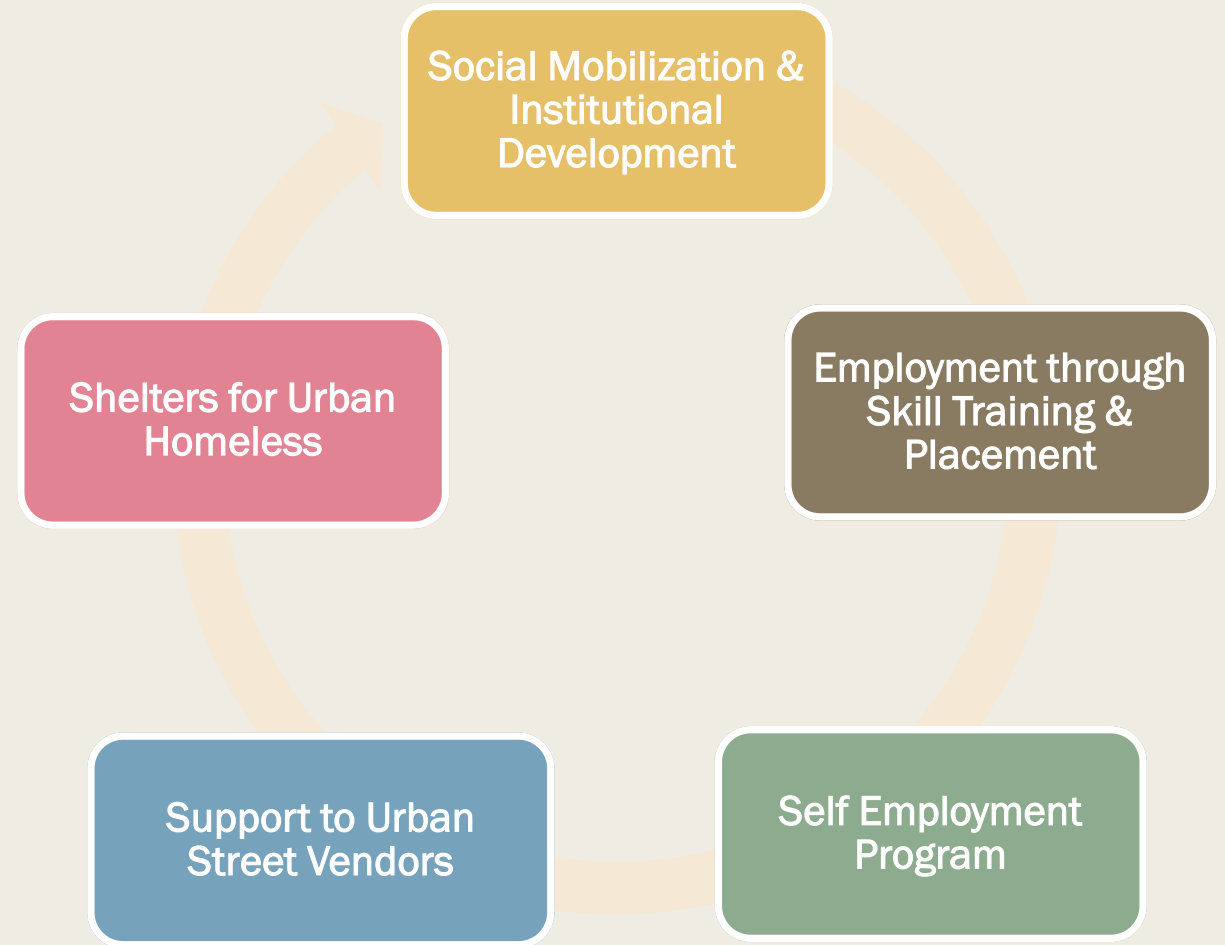 Social Mobilization &
Institutional
Development
Employment through
Skill Training &
Placement
Self Employment
Program
Support to Urban
Street Vendors
Shelters for Urban
Homeless